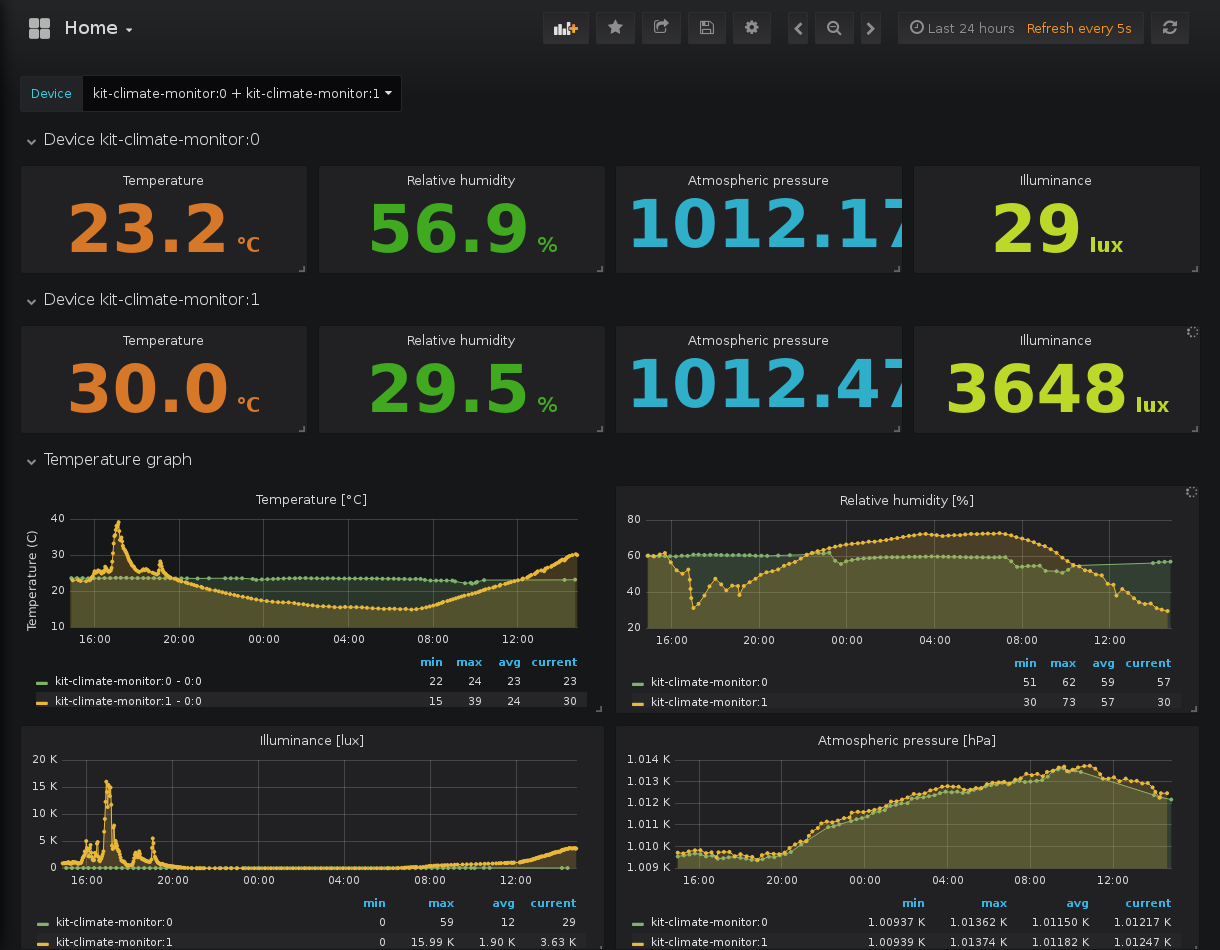 Home
Last 24 hours Refresh every 5s
Device kit-climate-monitor:0 + kit-climate-monitor:1
Device kit-climate-monitor:0
Temperature Relative humidity Atmospheric pressure Illuminance
23.2 °C 56.9 % 1012.17 29 lux
Device kit-climate-monitor:1
Temperature Relative humidity Atmospheric pressure Illuminance
30.0 °C 29.5 % 1012.47 3648 lux
Temperature graph
Temperature [°C]
Temperature (C)
40
30
20
10
16:00 20:00 00:00 04:00 08:00 12:00
min max avg current
kit-climate-monitor:0 - 0:0 22 24 23 23
kit-climate-monitor:1 - 0:0 15 39 24 30
Relative humidity [%]
80
60
40
20
16:00 20:00 00:00 04:00 08:00 12:00
min max avg current
kit-climate-monitor:0 51 62 59 57
kit-climate-monitor:1 30 73 57 30
Illuminance [lux]
20 K
15 K
10 K
5 K
0
16:00 20:00 00:00 04:00 08:00 12:00
min max avg current
kit-climate-monitor:0 0 59 12 29
kit-climate-monitor:1 0 15.99 K 1.90 K 3.63 K
Atmospheric pressure [hPa]
1.014 K
1.013 K
1.012 K
1.011 K
1.010 K
1.009 K
16:00 20:00 00:00 04:00 08:00 12:00
min max avg current
kit-climate-monitor:0 1.00937 K 1.01362 K 1.01150 K 1.01217 K
kit-climate-monitor:1 1.00939 K 1.01374 K 1.01182 K 1.01247 K